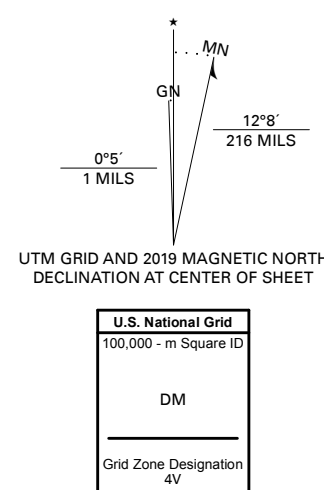 ★
MN
GN
12°8´
216 MILS
0°5´
1 MILS
UTM GRID AND 2019 MAGNETIC NORTH
DECLINATION AT CENTER OF SHEET
U.S. National Grid
100,000 - m Square ID
DM
Grid Zone Designation
4V